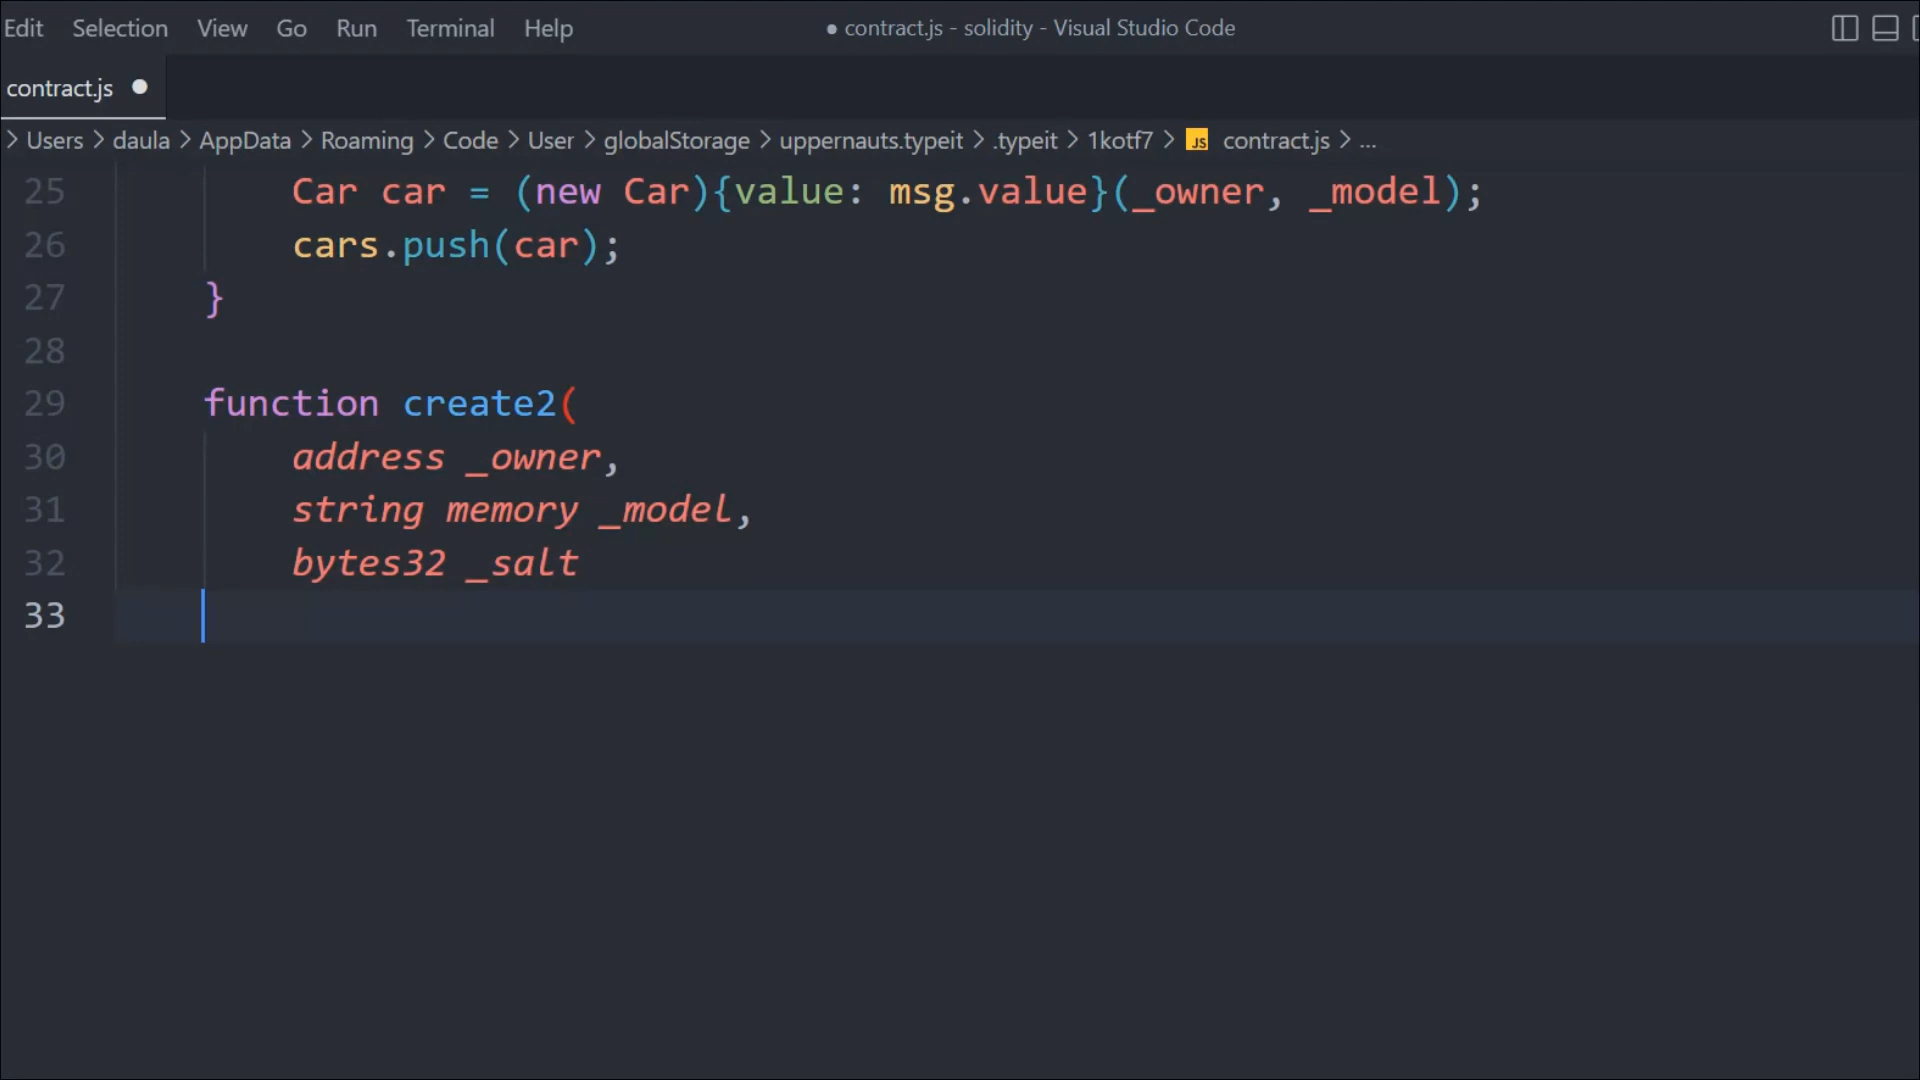 Edit Selection View Go Run Terminal Help ● contract.js - solidity - Visual Studio Code
contract.js ●
> Users > daula > AppData > Roaming > Code > User > globalStorage > uppernauts.typeit > .typeit > 1kotf7 > JS contract.js > ...
25 Car car = (new Car){value: msg.value}(_owner, _model);
26 cars.push(car);
27 }
28
29 function create2(
30 address _owner,
31 string memory _model,
32 bytes32 _salt
33